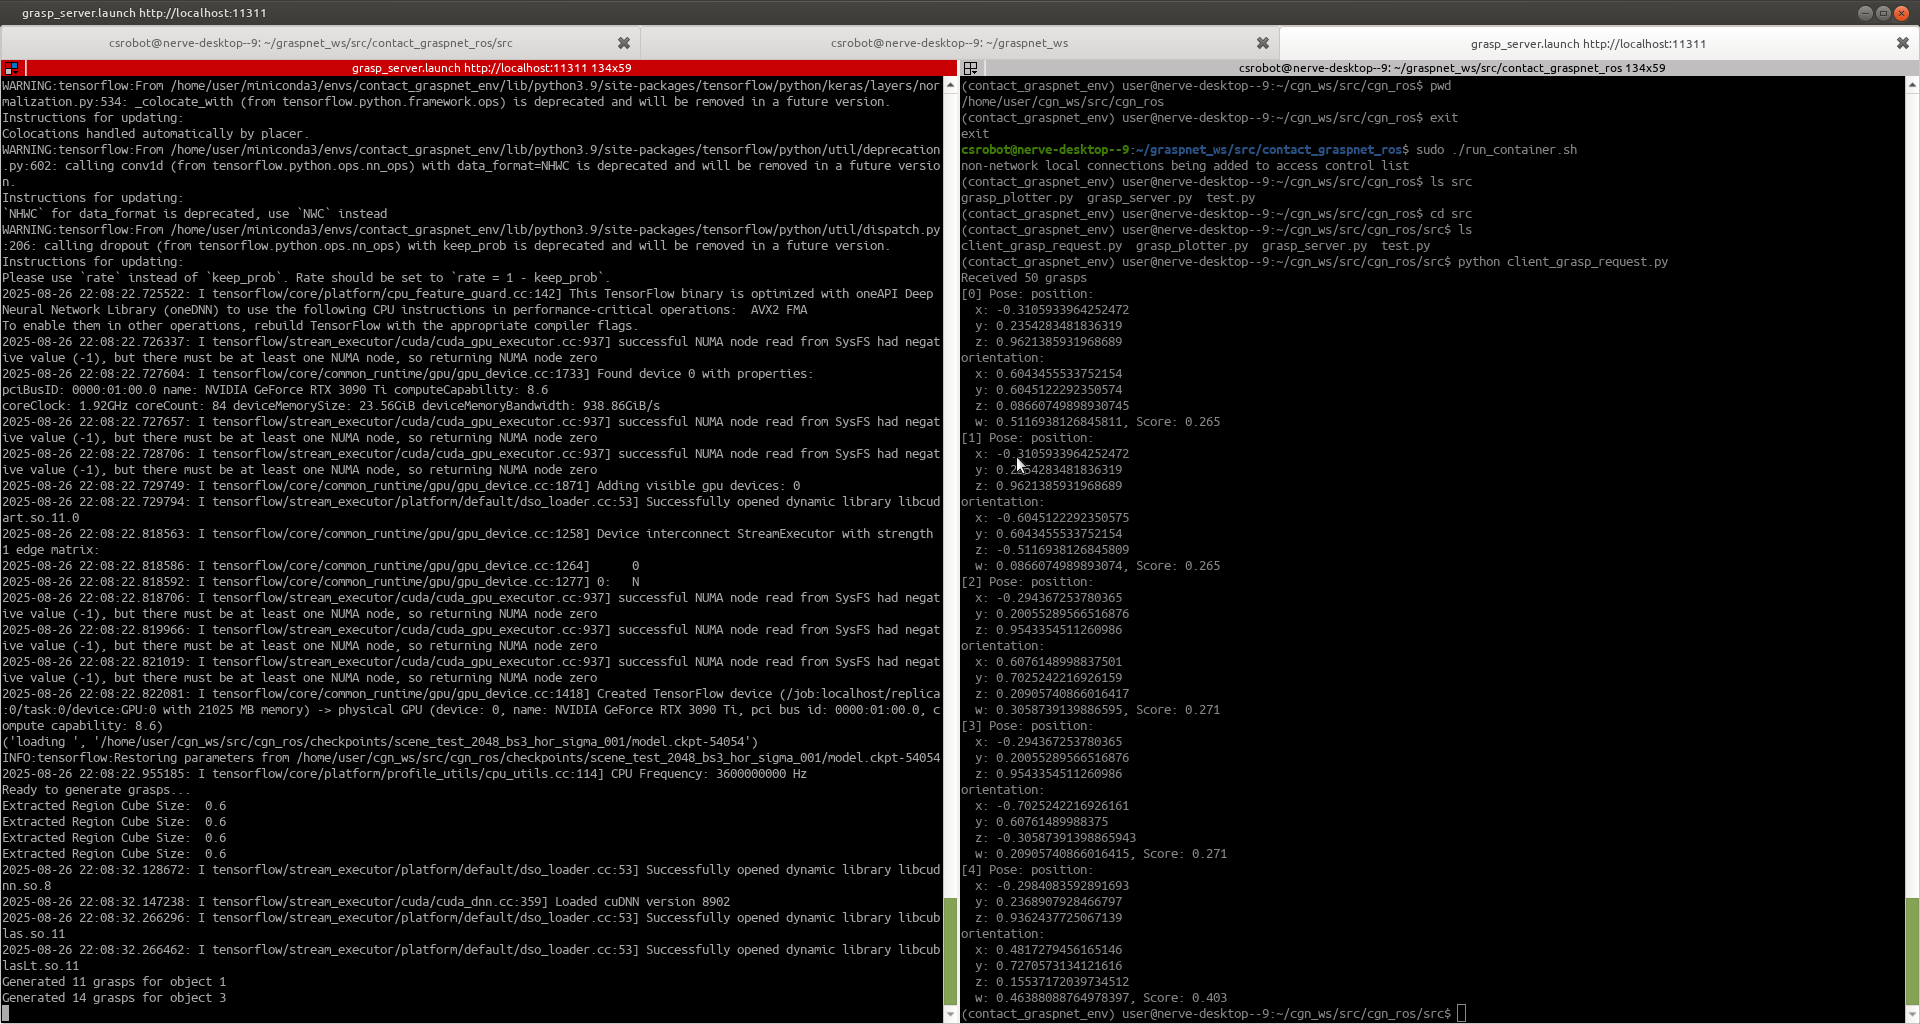 grasp_server.launch http://localhost:11311
csrobot@nerve-desktop--9: ~/graspnet_ws/src/contact_graspnet_ros/src
csrobot@nerve-desktop--9: ~/graspnet_ws
grasp_server.launch http://localhost:11311
grasp_server.launch http://localhost:11311 134x59
WARNING:tensorflow:From /home/user/miniconda3/envs/contact_graspnet_env/lib/python3.9/site-packages/tensorflow/python/keras/layers/nor
malization.py:534: _colocate_with (from tensorflow.python.framework.ops) is deprecated and will be removed in a future version.
Instructions for updating:
Colocations handled automatically by placer.
WARNING:tensorflow:From /home/user/miniconda3/envs/contact_graspnet_env/lib/python3.9/site-packages/tensorflow/python/util/deprecation
.py:602: calling conv1d (from tensorflow.python.ops.nn_ops) with data_format=NHWC is deprecated and will be removed in a future versio
n.
Instructions for updating:
`NHWC` for data_format is deprecated, use `NWC` instead
WARNING:tensorflow:From /home/user/miniconda3/envs/contact_graspnet_env/lib/python3.9/site-packages/tensorflow/python/util/dispatch.py
:206: calling dropout (from tensorflow.python.ops.nn_ops) with keep_prob is deprecated and will be removed in a future version.
Instructions for updating:
Please use `rate` instead of `keep_prob`. Rate should be set to `rate = 1 - keep_prob`.
2025-08-26 22:08:22.725522: I tensorflow/core/platform/cpu_feature_guard.cc:142] This TensorFlow binary is optimized with oneAPI Deep
Neural Network Library (oneDNN) to use the following CPU instructions in performance-critical operations:  AVX2 FMA
To enable them in other operations, rebuild TensorFlow with the appropriate compiler flags.
2025-08-26 22:08:22.726337: I tensorflow/stream_executor/cuda/cuda_gpu_executor.cc:937] successful NUMA node read from SysFS had negat
ive value (-1), but there must be at least one NUMA node, so returning NUMA node zero
2025-08-26 22:08:22.727604: I tensorflow/core/common_runtime/gpu/gpu_device.cc:1733] Found device 0 with properties:
pciBusID: 0000:01:00.0 name: NVIDIA GeForce RTX 3090 Ti computeCapability: 8.6
coreClock: 1.92GHz coreCount: 84 deviceMemorySize: 23.56GiB deviceMemoryBandwidth: 938.86GiB/s
2025-08-26 22:08:22.727657: I tensorflow/stream_executor/cuda/cuda_gpu_executor.cc:937] successful NUMA node read from SysFS had negat
ive value (-1), but there must be at least one NUMA node, so returning NUMA node zero
2025-08-26 22:08:22.728706: I tensorflow/stream_executor/cuda/cuda_gpu_executor.cc:937] successful NUMA node read from SysFS had negat
ive value (-1), but there must be at least one NUMA node, so returning NUMA node zero
2025-08-26 22:08:22.729749: I tensorflow/core/common_runtime/gpu/gpu_device.cc:1871] Adding visible gpu devices: 0
2025-08-26 22:08:22.729794: I tensorflow/stream_executor/platform/default/dso_loader.cc:53] Successfully opened dynamic library libcud
art.so.11.0
2025-08-26 22:08:22.818563: I tensorflow/core/common_runtime/gpu/gpu_device.cc:1258] Device interconnect StreamExecutor with strength
1 edge matrix:
2025-08-26 22:08:22.818586: I tensorflow/core/common_runtime/gpu/gpu_device.cc:1264]      0
2025-08-26 22:08:22.818592: I tensorflow/core/common_runtime/gpu/gpu_device.cc:1277] 0:   N
2025-08-26 22:08:22.818706: I tensorflow/stream_executor/cuda/cuda_gpu_executor.cc:937] successful NUMA node read from SysFS had negat
ive value (-1), but there must be at least one NUMA node, so returning NUMA node zero
2025-08-26 22:08:22.819966: I tensorflow/stream_executor/cuda/cuda_gpu_executor.cc:937] successful NUMA node read from SysFS had negat
ive value (-1), but there must be at least one NUMA node, so returning NUMA node zero
2025-08-26 22:08:22.821019: I tensorflow/stream_executor/cuda/cuda_gpu_executor.cc:937] successful NUMA node read from SysFS had negat
ive value (-1), but there must be at least one NUMA node, so returning NUMA node zero
2025-08-26 22:08:22.822081: I tensorflow/core/common_runtime/gpu/gpu_device.cc:1418] Created TensorFlow device (/job:localhost/replica
:0/task:0/device:GPU:0 with 21025 MB memory) -> physical GPU (device: 0, name: NVIDIA GeForce RTX 3090 Ti, pci bus id: 0000:01:00.0, c
ompute capability: 8.6)
('loading ', '/home/user/cgn_ws/src/cgn_ros/checkpoints/scene_test_2048_bs3_hor_sigma_001/model.ckpt-54054')
INFO:tensorflow:Restoring parameters from /home/user/cgn_ws/src/cgn_ros/checkpoints/scene_test_2048_bs3_hor_sigma_001/model.ckpt-54054
2025-08-26 22:08:22.955185: I tensorflow/core/platform/profile_utils/cpu_utils.cc:114] CPU Frequency: 3600000000 Hz
Ready to generate grasps...
Extracted Region Cube Size:  0.6
Extracted Region Cube Size:  0.6
Extracted Region Cube Size:  0.6
Extracted Region Cube Size:  0.6
2025-08-26 22:08:32.128672: I tensorflow/stream_executor/platform/default/dso_loader.cc:53] Successfully opened dynamic library libcud
nn.so.8
2025-08-26 22:08:32.147238: I tensorflow/stream_executor/cuda/cuda_dnn.cc:359] Loaded cuDNN version 8902
2025-08-26 22:08:32.266296: I tensorflow/stream_executor/platform/default/dso_loader.cc:53] Successfully opened dynamic library libcub
las.so.11
2025-08-26 22:08:32.266462: I tensorflow/stream_executor/platform/default/dso_loader.cc:53] Successfully opened dynamic library libcub
lasLt.so.11
Generated 11 grasps for object 1
Generated 14 grasps for object 3
csrobot@nerve-desktop--9: ~/graspnet_ws/src/contact_graspnet_ros 134x59
(contact_graspnet_env) user@nerve-desktop--9:~/cgn_ws/src/cgn_ros$ pwd
/home/user/cgn_ws/src/cgn_ros
(contact_graspnet_env) user@nerve-desktop--9:~/cgn_ws/src/cgn_ros$ exit
exit
csrobot@nerve-desktop--9:~/graspnet_ws/src/contact_graspnet_ros$ sudo ./run_container.sh
non-network local connections being added to access control list
(contact_graspnet_env) user@nerve-desktop--9:~/cgn_ws/src/cgn_ros$ ls src
grasp_plotter.py  grasp_server.py  test.py
(contact_graspnet_env) user@nerve-desktop--9:~/cgn_ws/src/cgn_ros$ cd src
(contact_graspnet_env) user@nerve-desktop--9:~/cgn_ws/src/cgn_ros/src$ ls
client_grasp_request.py  grasp_plotter.py  grasp_server.py  test.py
(contact_graspnet_env) user@nerve-desktop--9:~/cgn_ws/src/cgn_ros/src$ python client_grasp_request.py
Received 50 grasps
[0] Pose: position:
  x: -0.3105933964252472
  y: 0.2354283481836319
  z: 0.9621385931968689
orientation:
  x: 0.6043455533752154
  y: 0.6045122292350574
  z: 0.08660749898930745
  w: 0.5116938126845811, Score: 0.265
[1] Pose: position:
  x: -0.3105933964252472
  y: 0.2354283481836319
  z: 0.9621385931968689
orientation:
  x: -0.6045122292350575
  y: 0.6043455533752154
  z: -0.5116938126845809
  w: 0.0866074989893074, Score: 0.265
[2] Pose: position:
  x: -0.294367253780365
  y: 0.20055289566516876
  z: 0.9543354511260986
orientation:
  x: 0.6076148998837501
  y: 0.7025242216926159
  z: 0.20905740866016417
  w: 0.3058739139886595, Score: 0.271
[3] Pose: position:
  x: -0.294367253780365
  y: 0.20055289566516876
  z: 0.9543354511260986
orientation:
  x: -0.7025242216926161
  y: 0.60761489988375
  z: -0.30587391398865943
  w: 0.20905740866016415, Score: 0.271
[4] Pose: position:
  x: -0.2984083592891693
  y: 0.2368907928466797
  z: 0.9362437725067139
orientation:
  x: 0.4817279456165146
  y: 0.7270573134121616
  z: 0.15537172039734512
  w: 0.46388088764978397, Score: 0.403
(contact_graspnet_env) user@nerve-desktop--9:~/cgn_ws/src/cgn_ros/src$